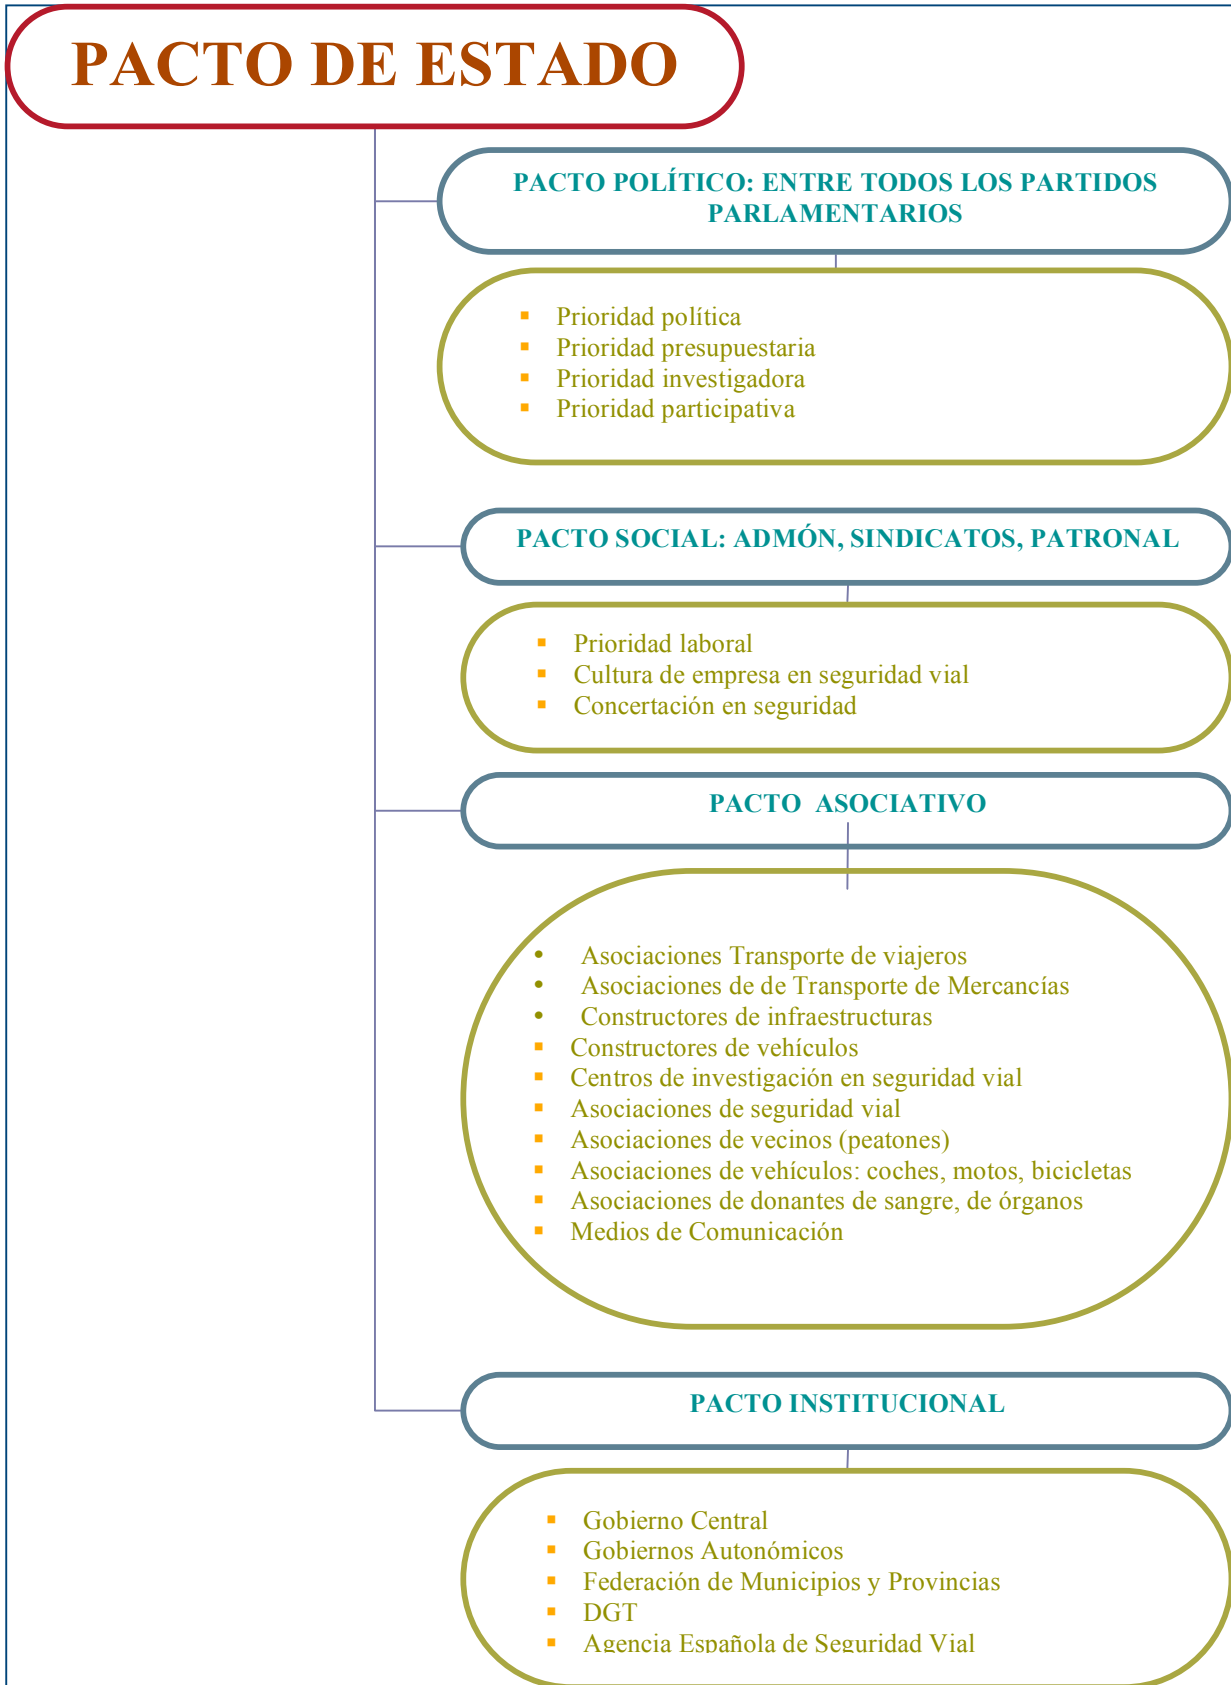 PACTO DE ESTADO
PACTO POLÍTICO: ENTRE TODOS LOS PARTIDOS
PARLAMENTARIOS
▪ Prioridad política
▪ Prioridad presupuestaria
▪ Prioridad investigadora
▪ Prioridad participativa
PACTO SOCIAL: ADMÓN, SINDICATOS, PATRONAL
▪ Prioridad laboral
▪ Cultura de empresa en seguridad vial
▪ Concertación en seguridad
PACTO ASOCIATIVO
• Asociaciones Transporte de viajeros
• Asociaciones de de Transporte de Mercancías
• Constructores de infraestructuras
▪ Constructores de vehículos
▪ Centros de investigación en seguridad vial
▪ Asociaciones de seguridad vial
▪ Asociaciones de vecinos (peatones)
▪ Asociaciones de vehículos: coches, motos, bicicletas
▪ Asociaciones de donantes de sangre, de órganos
▪ Medios de Comunicación
PACTO INSTITUCIONAL
▪ Gobierno Central
▪ Gobiernos Autonómicos
▪ Federación de Municipios y Provincias
▪ DGT
▪ Agencia Española de Seguridad Vial